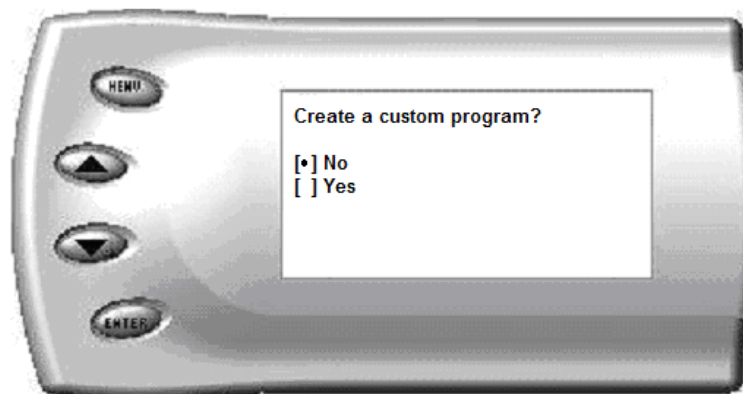 MENU
Create a custom program?
[•] No
[ ] Yes
ENTER